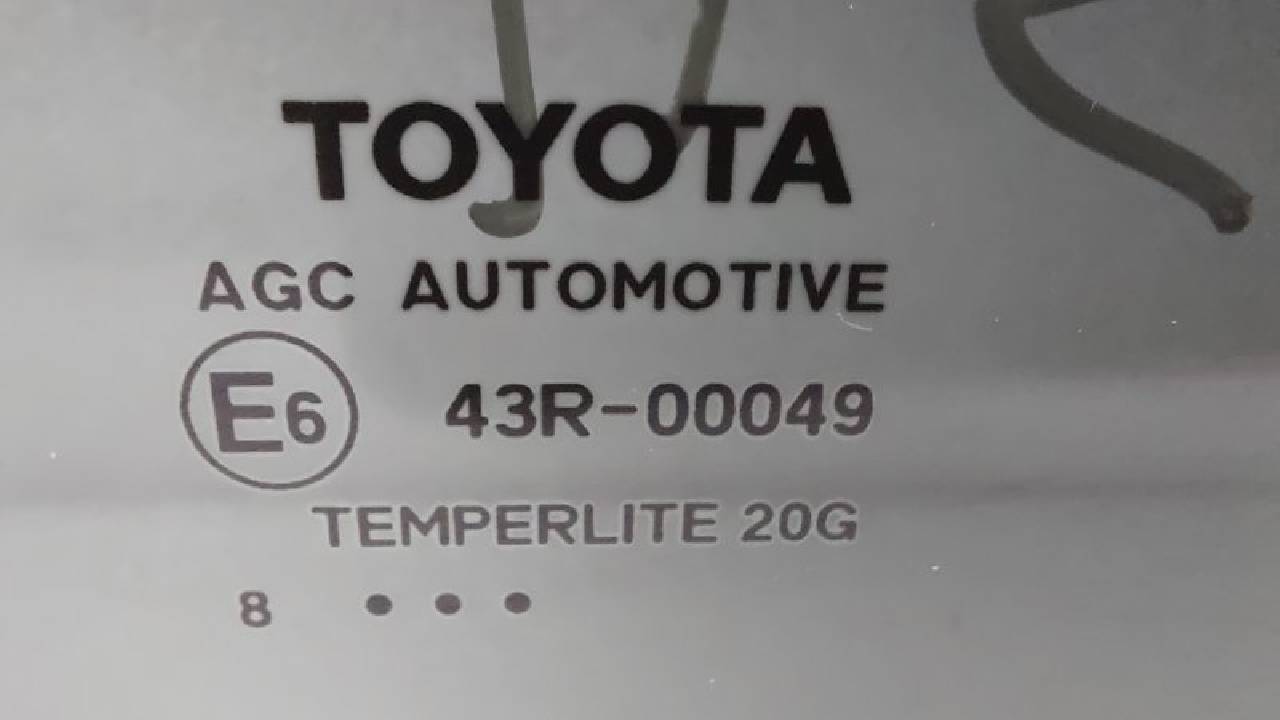 TOYOTA
AGC AUTOMOTIVE
E6 43R-00049
TEMPERLITE 20G
8 • • •